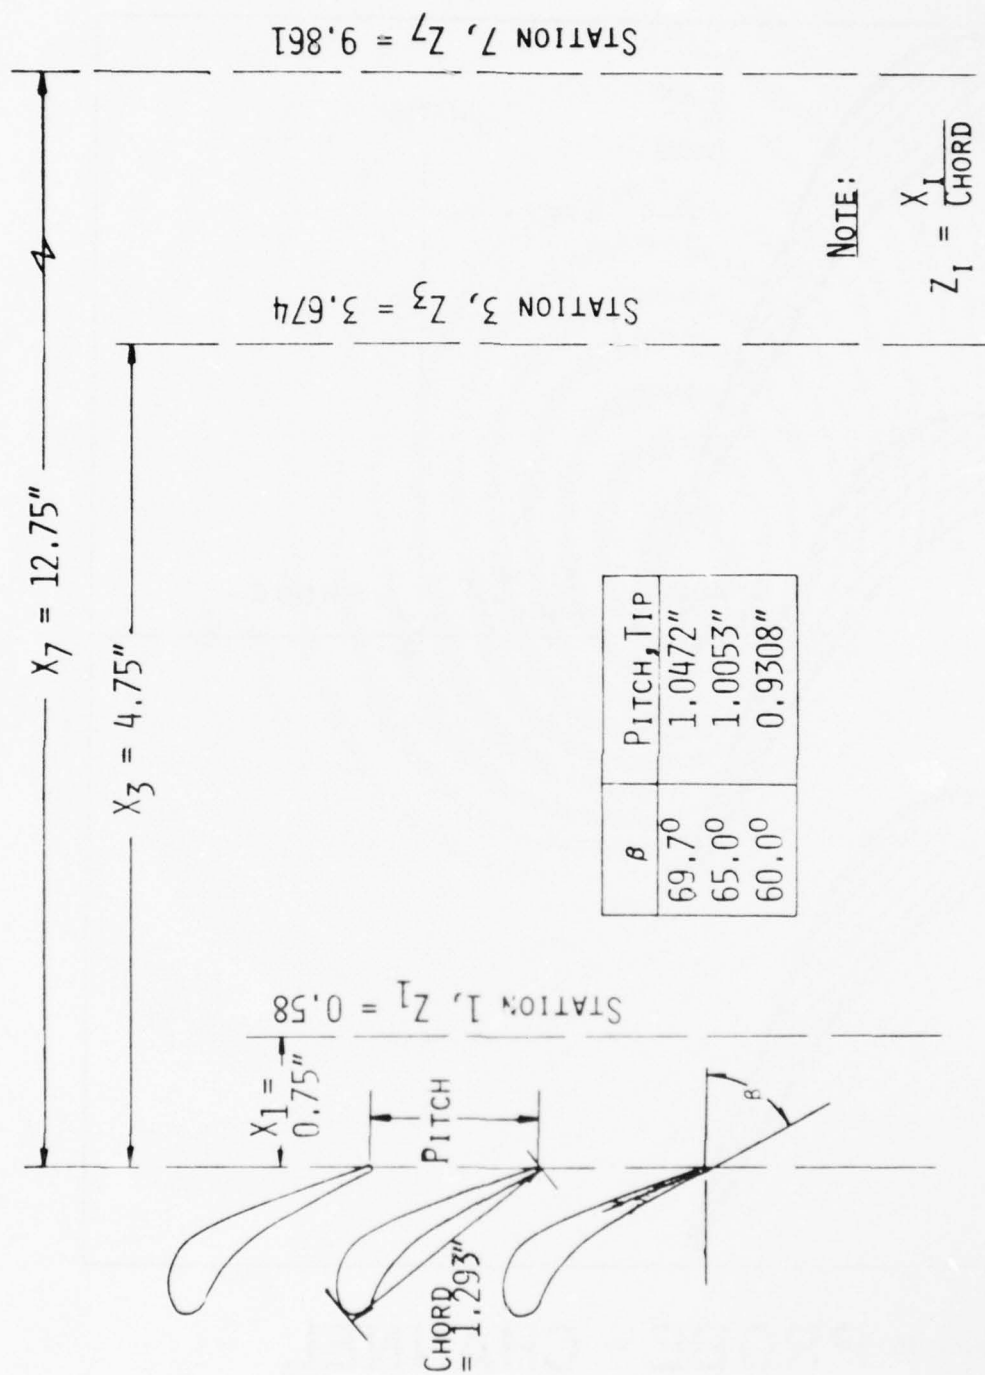 X7 = 12.75"
X3 = 4.75"
X1 =
0.75"
STATION 1, Z1 = 0.58
STATION 3, Z3 = 3.674
STATION 7, Z7 = 9.861
PITCH
CHORD
= 1.293"
β
β PITCH,TIP
69.7° 1.0472"
65.0° 1.0053"
60.0° 0.9308"
NOTE:
ZI = XI
CHORD